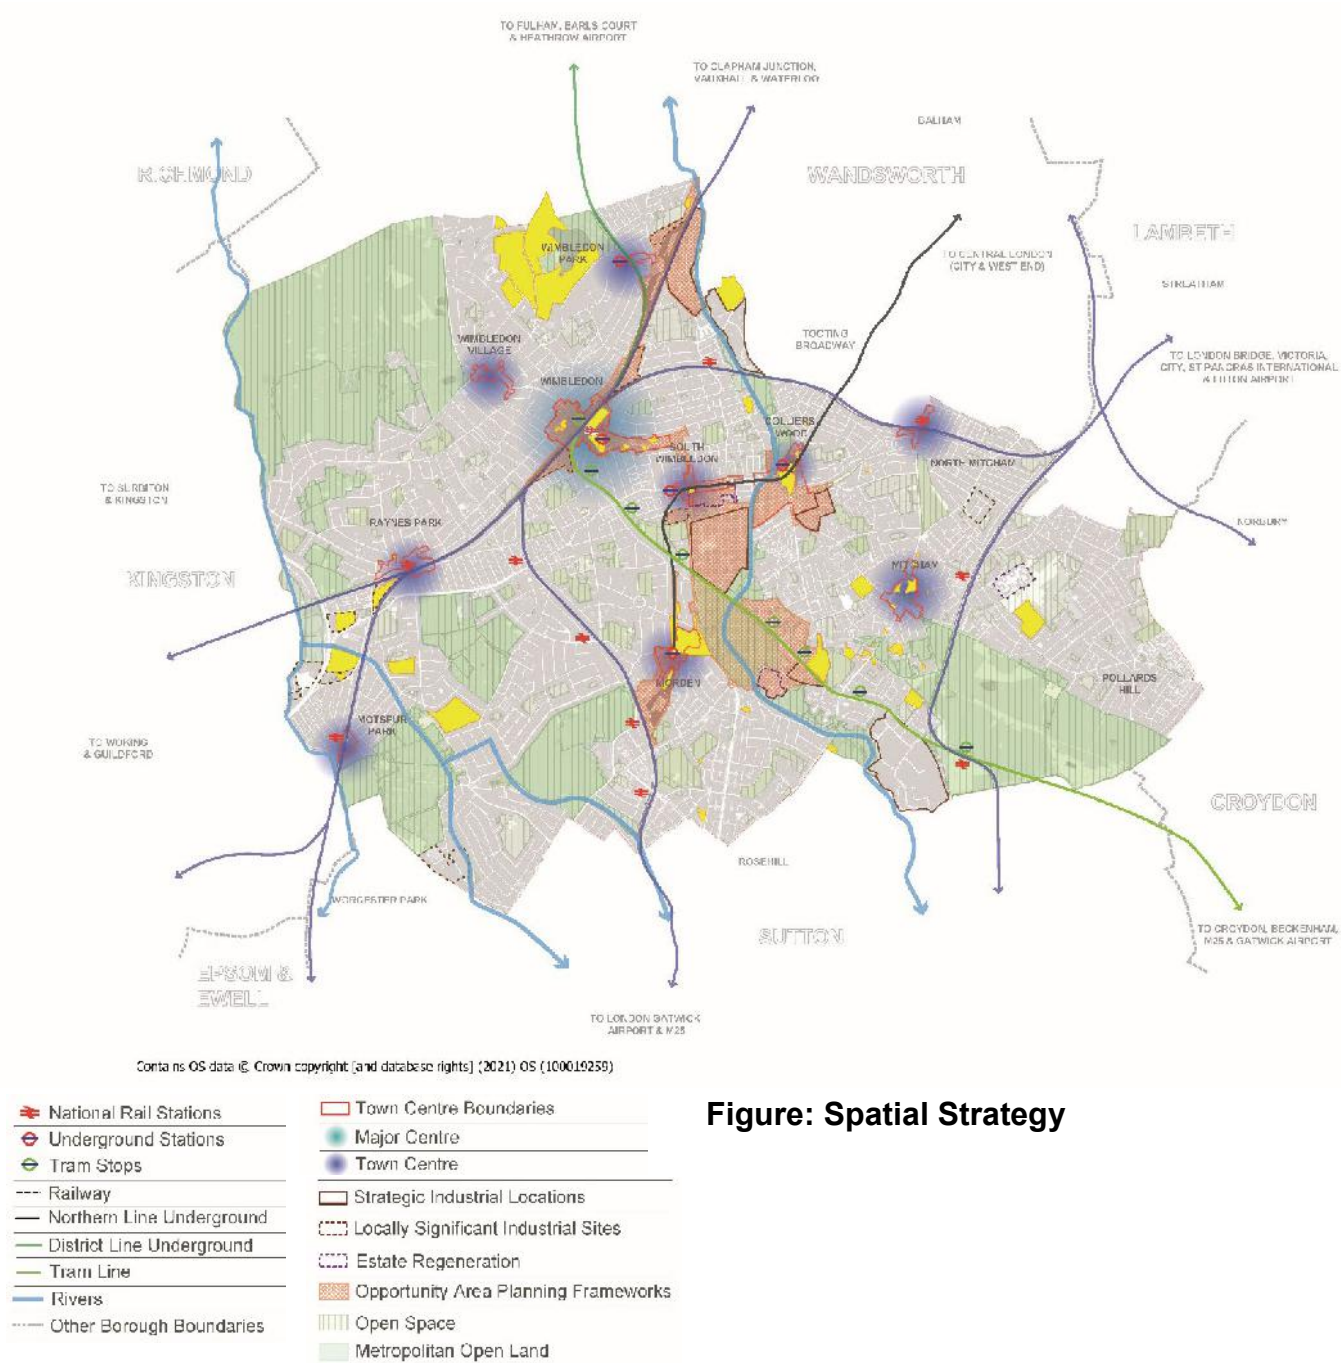 TO FULHAM, EARLS COURT
& HEATHROW AIRPORT
TO CLAPHAM JUNCTION,
VAUXHALL & WATERLOO
BALHAM
RICHMOND
WANDSWORTH
LAMBETH
WIMBLEDON
PARK
TO CENTRAL LONDON
(CITY & WEST END)
STREATHAM
WIMBLEDON
VILLAGE
TOOTING
BROADWAY
TO LONDON BRIDGE, VICTORIA,
CITY, ST PANCRAS INTERNATIONAL
& LUTON AIRPORT
WIMBLEDON
COLLIERS
WOOD
SOUTH
WIMBLEDON
NORTH MITCHAM
TO SURBITON
& KINGSTON
RAYNES PARK
NORBURY
KINGSTON
MITCHAM
MORDEN
POLLARDS
HILL
MOTSPUR
PARK
TO WOKING
& GUILDFORD
CROYDON
ROSEHILL
WORCESTER PARK
SUTTON
TO CROYDON, BECKENHAM,
M25 & GATWICK AIRPORT
EPSOM &
EWELL
TO LONDON GATWICK
AIRPORT & M25
Contains OS data © Crown copyright [and database rights] (2021) OS (100019259)
National Rail Stations
Underground Stations
Tram Stops
Railway
Northern Line Underground
District Line Underground
Tram Line
Rivers
Other Borough Boundaries
Town Centre Boundaries
Major Centre
Town Centre
Strategic Industrial Locations
Locally Significant Industrial Sites
Estate Regeneration
Opportunity Area Planning Frameworks
Open Space
Metropolitan Open Land
Figure: Spatial Strategy